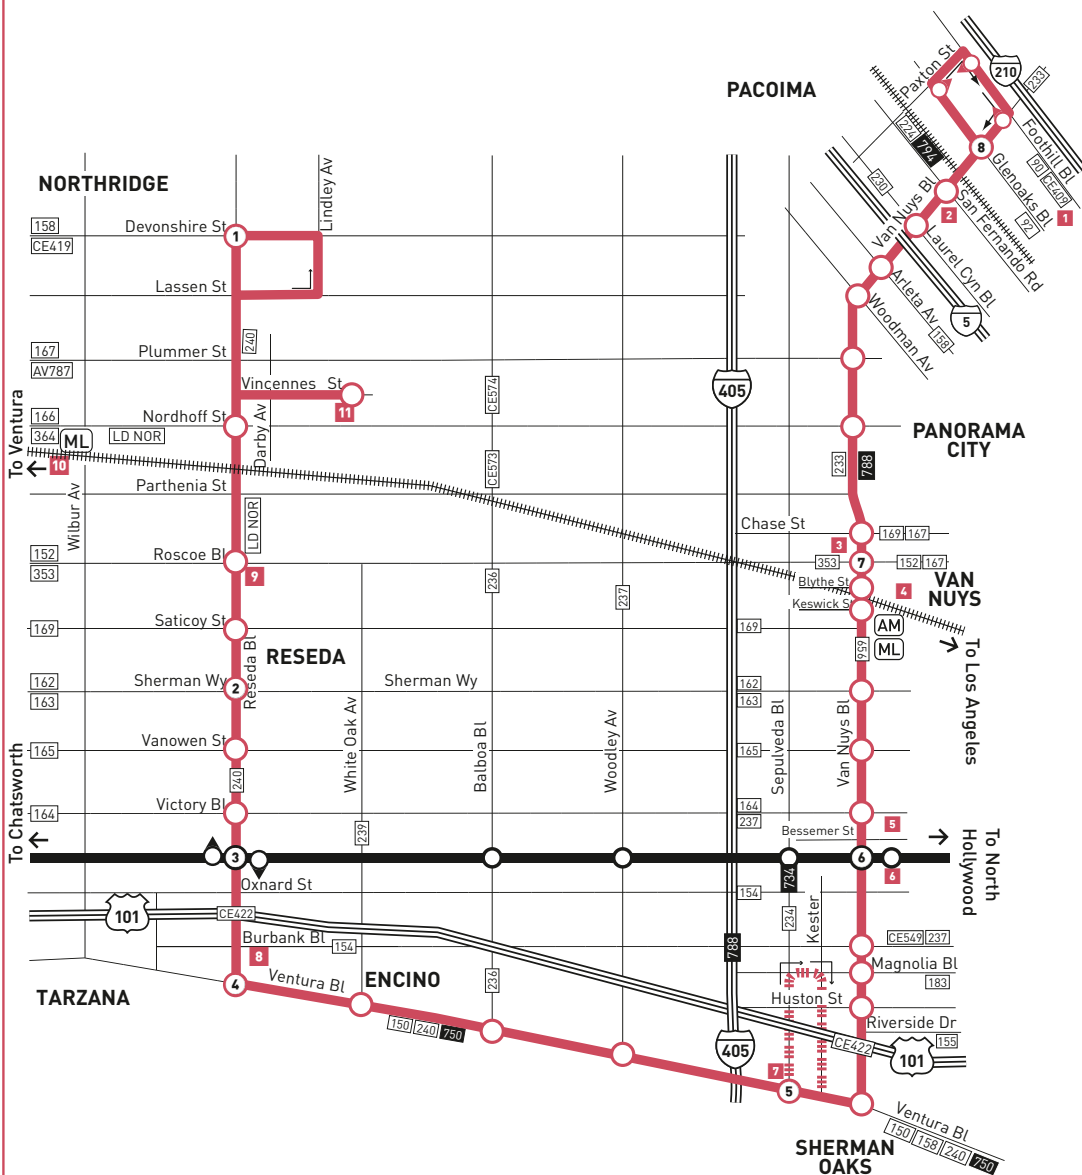 PACOIMA
Paxton St
210
233
224
794
Foothill Bl
90
CE409
Glenoaks Bl
92
1
8
230
Van Nuys Bl
2
San Fernando Rd
Laurel Cyn Bl
5
Arleta Av
158
Woodman Av
NORTHRIDGE
Lindley Av
158
CE419
Devonshire St
1
Lassen St
240
167
AV787
Plummer St
Vincennes St
11
CE574
405
To Ventura
166
364
ML
LD NOR
Nordhoff St
Darby Av
10
PANORAMA
CITY
233
788
CE573
Wilbur Av
Parthenia St
LD NOR
Chase St
169
167
3
152
353
Roscoe Bl
9
236
237
353
7
152
167
Blythe St
4
VAN
NUYS
Keswick St
169
Saticoy St
169
AM
ML
656
To Los Angeles
Reseda Bl
RESEDA
162
163
Sherman Wy
2
Sherman Wy
162
163
White Oak Av
Balboa Bl
Woodley Av
Sepulveda Bl
Van Nuys Bl
165
Vanowen St
165
240
164
Victory Bl
164
237
239
Bessemer St
5
To Chatsworth
3
6
6
To North
Hollywood
734
Oxnard St
154
101
CE422
234
Kester
Burbank Bl
154
788
CE549
237
8
Magnolia Bl
183
TARZANA
4
Ventura Bl
ENCINO
236
Huston St
Riverside Dr
155
150
240
750
405
CE422
101
7
5
Ventura Bl
150
158
240
750
SHERMAN
OAKS